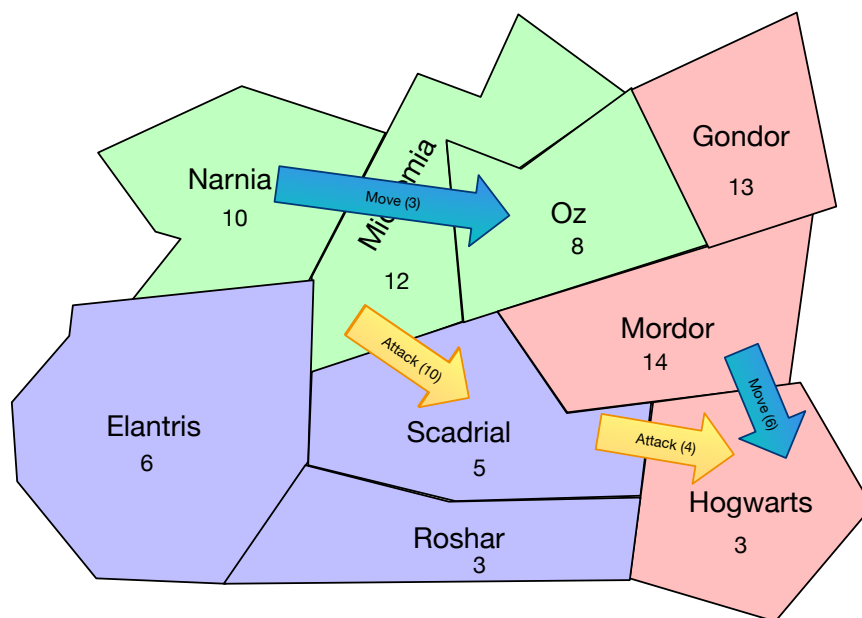 Gondor
Narnia
Move (3)
13
10
Oz
8
12
Mordor
14
Attack (10)
Move (6)
Elantris
6
Scadrial
5
Attack (4)
Hogwarts
3
Roshar
3